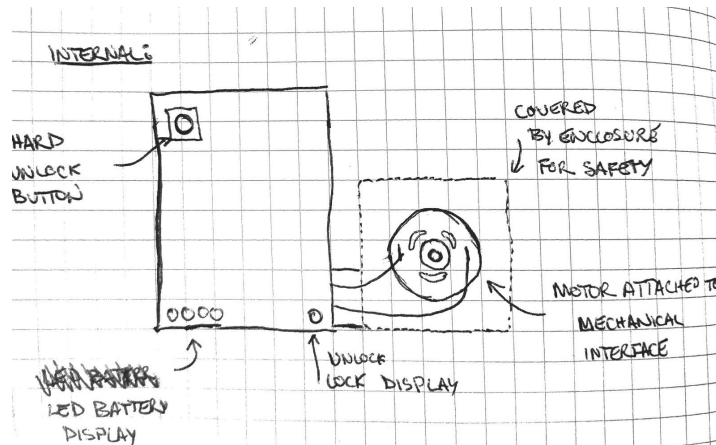 INTERNAL:
HARD
UNLOCK
BUTTON
COVERED
BY ENCLOSURE
FOR SAFETY
MOTOR ATTACHED TO
MECHANICAL
INTERFACE
UNLOCK
LOCK DISPLAY
LED BATTERY
DISPLAY